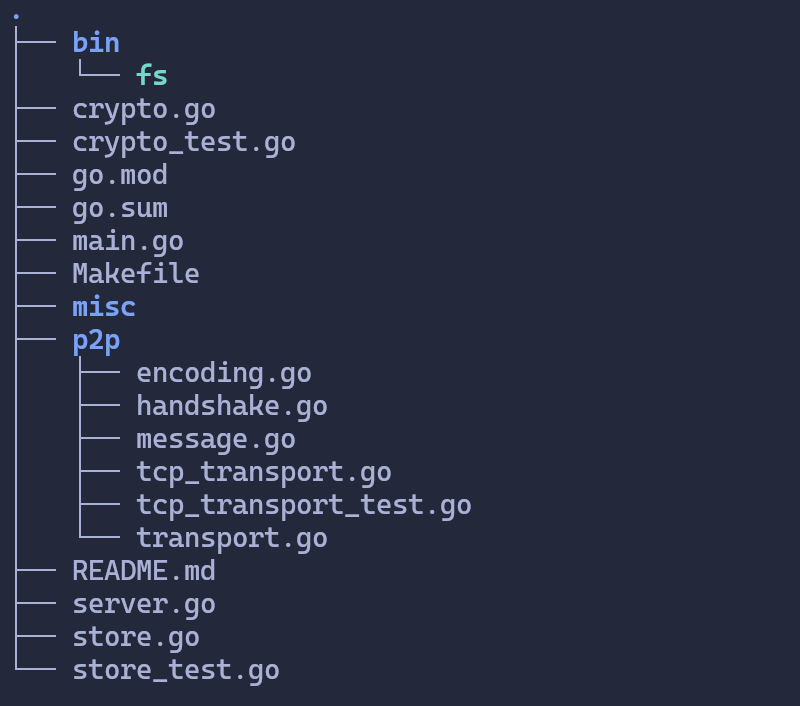 .
├── bin
│   └── fs
├── crypto.go
├── crypto_test.go
├── go.mod
├── go.sum
├── main.go
├── Makefile
├── misc
├── p2p
│   ├── encoding.go
│   ├── handshake.go
│   ├── message.go
│   ├── tcp_transport.go
│   ├── tcp_transport_test.go
│   └── transport.go
├── README.md
├── server.go
├── store.go
└── store_test.go